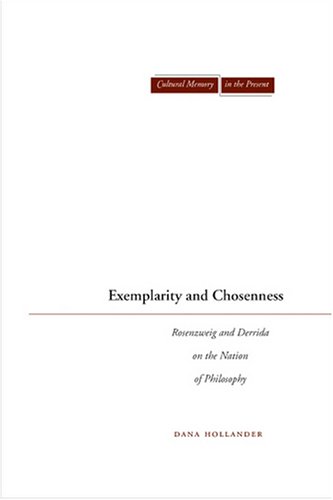 Cultural Memory in the Present
Exemplarity and Chosenness
Rosenzweig and Derrida
on the Nation
of Philosophy
DANA HOLLANDER